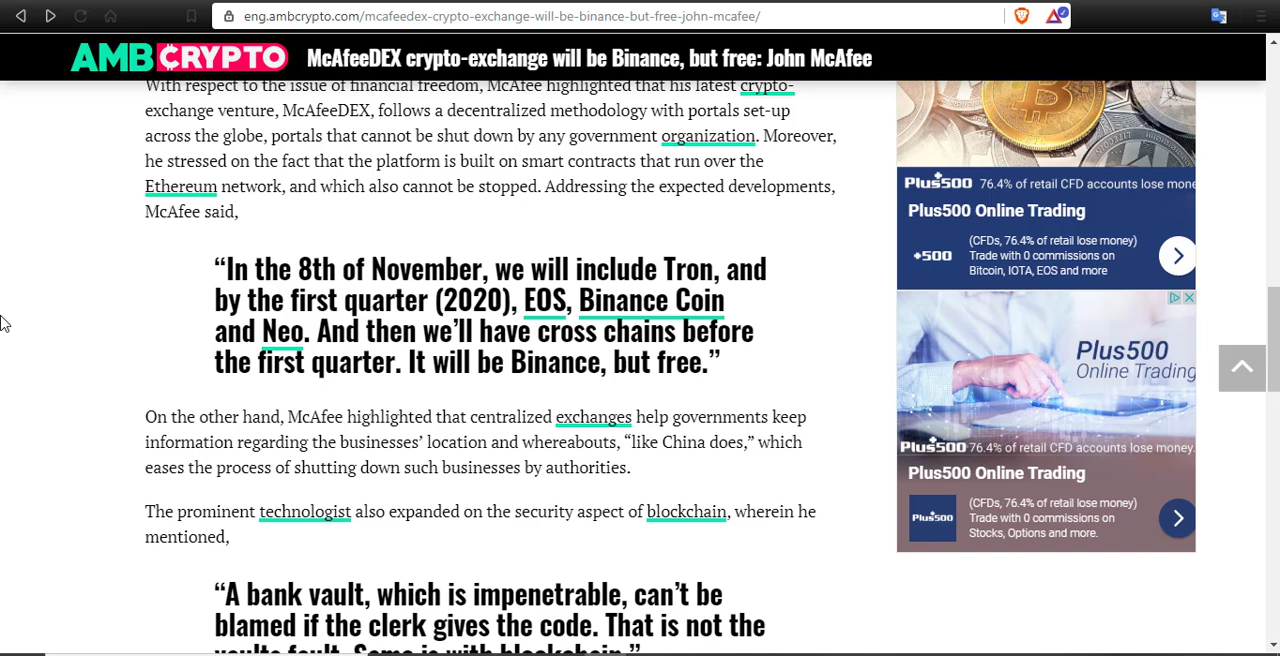 eng.ambcrypto.com/mcafeedex-crypto-exchange-will-be-binance-but-free-john-mcafee/
AMBCRYPTO McAfeeDEX crypto-exchange will be Binance, but free: John McAfee
With respect to the issue of financial freedom, McAfee highlighted that his latest crypto-
exchange venture, McAfeeDEX, follows a decentralized methodology with portals set-up
across the globe, portals that cannot be shut down by any government organization. Moreover,
he stressed on the fact that the platform is built on smart contracts that run over the
Ethereum network, and which also cannot be stopped. Addressing the expected developments,
McAfee said,
“In the 8th of November, we will include Tron, and
by the first quarter (2020), EOS, Binance Coin
and Neo. And then we’ll have cross chains before
the first quarter. It will be Binance, but free.”
On the other hand, McAfee highlighted that centralized exchanges help governments keep
information regarding the businesses’ location and whereabouts, “like China does,” which
eases the process of shutting down such businesses by authorities.
The prominent technologist also expanded on the security aspect of blockchain, wherein he
mentioned,
“A bank vault, which is impenetrable, can’t be
blamed if the clerk gives the code. That is not the
vaults fault. Same is with blockchain.”
Plus500 76.4% of retail CFD accounts lose mone
Plus500 Online Trading
+500
(CFDs, 76.4% of retail lose money)
Trade with 0 commissions on
Bitcoin, IOTA, EOS and more
Plus500
Online Trading
Plus500 76.4% of retail CFD accounts lose money.
Plus500 Online Trading
Plus500
(CFDs, 76.4% of retail lose money)
Trade with 0 commissions on
Stocks, Options and more.